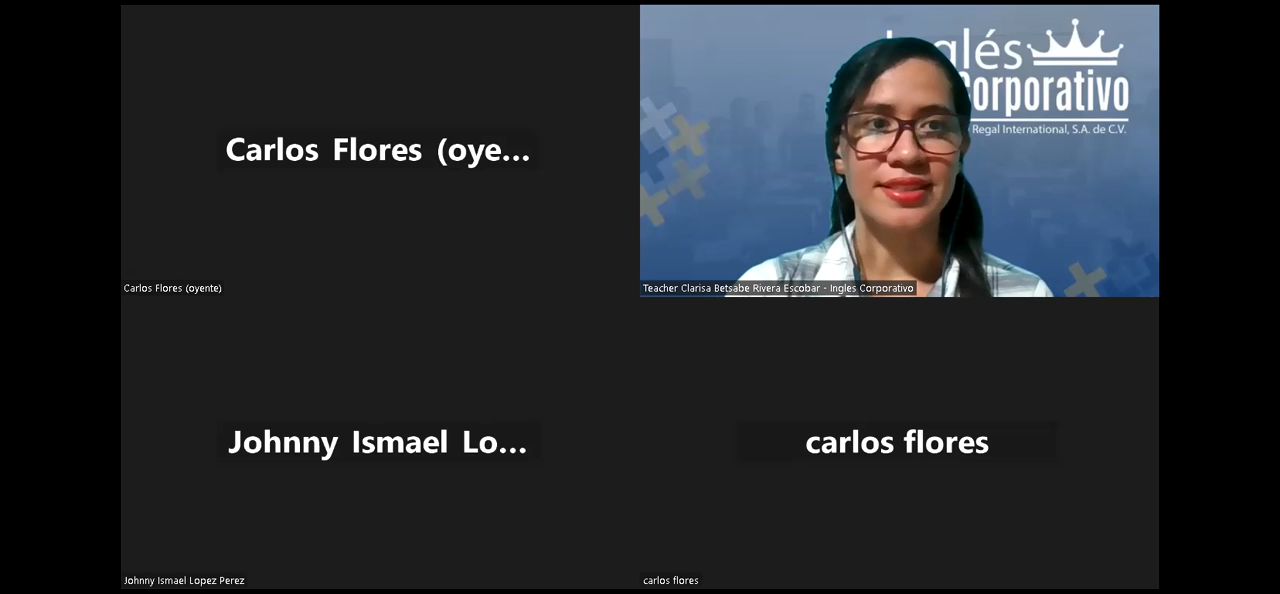 Carlos Flores (oye...
Carlos Flores (oyente)
Inglés
Corporativo
Regal International, S.A. de C.V.
Teacher Clarisa Betsabe Rivera Escobar - Ingles Corporativo
Johnny Ismael Lo...
Johnny Ismael Lopez Perez
carlos flores
carlos flores